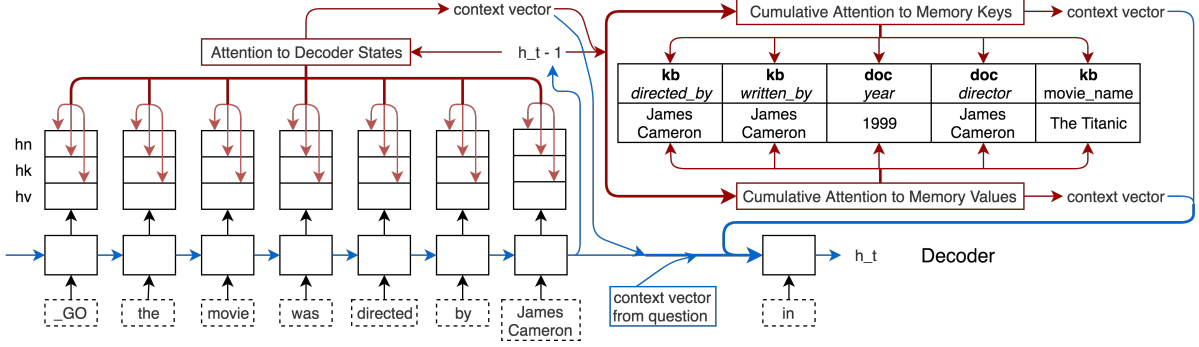 context vector
Cumulative Attention to Memory Keys
context vector
Attention to Decoder States
h_t - 1
kb
directed_by
kb
written_by
doc
year
doc
director
kb
movie_name
James
Cameron
James
Cameron
1999
James
Cameron
The Titanic
hn
hk
hv
Cumulative Attention to Memory Values
context vector
h_t
Decoder
context vector
from question
_GO
the
movie
was
directed
by
James
Cameron
in